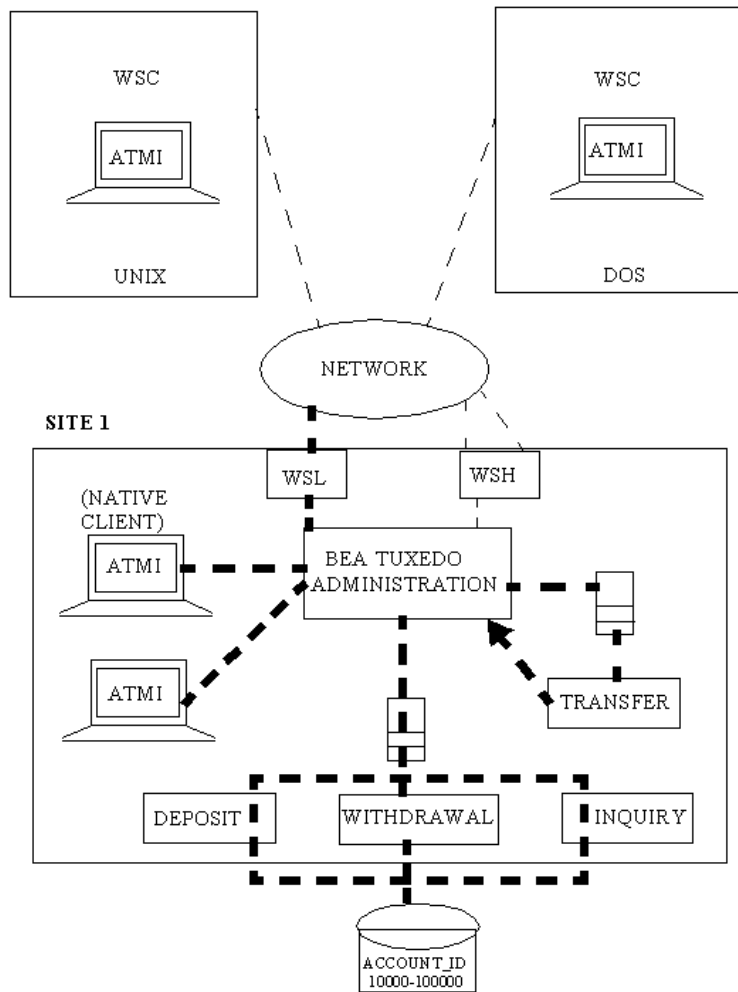 WSC
ATMI
UNIX
WSC
ATMI
DOS
NETWORK
SITE 1
WSL
WSH
(NATIVE
CLIENT)
ATMI
BEA TUXEDO
ADMINISTRATION
ATMI
TRANSFER
DEPOSIT
WITHDRAWAL
INQUIRY
ACCOUNT_ID
10000-100000